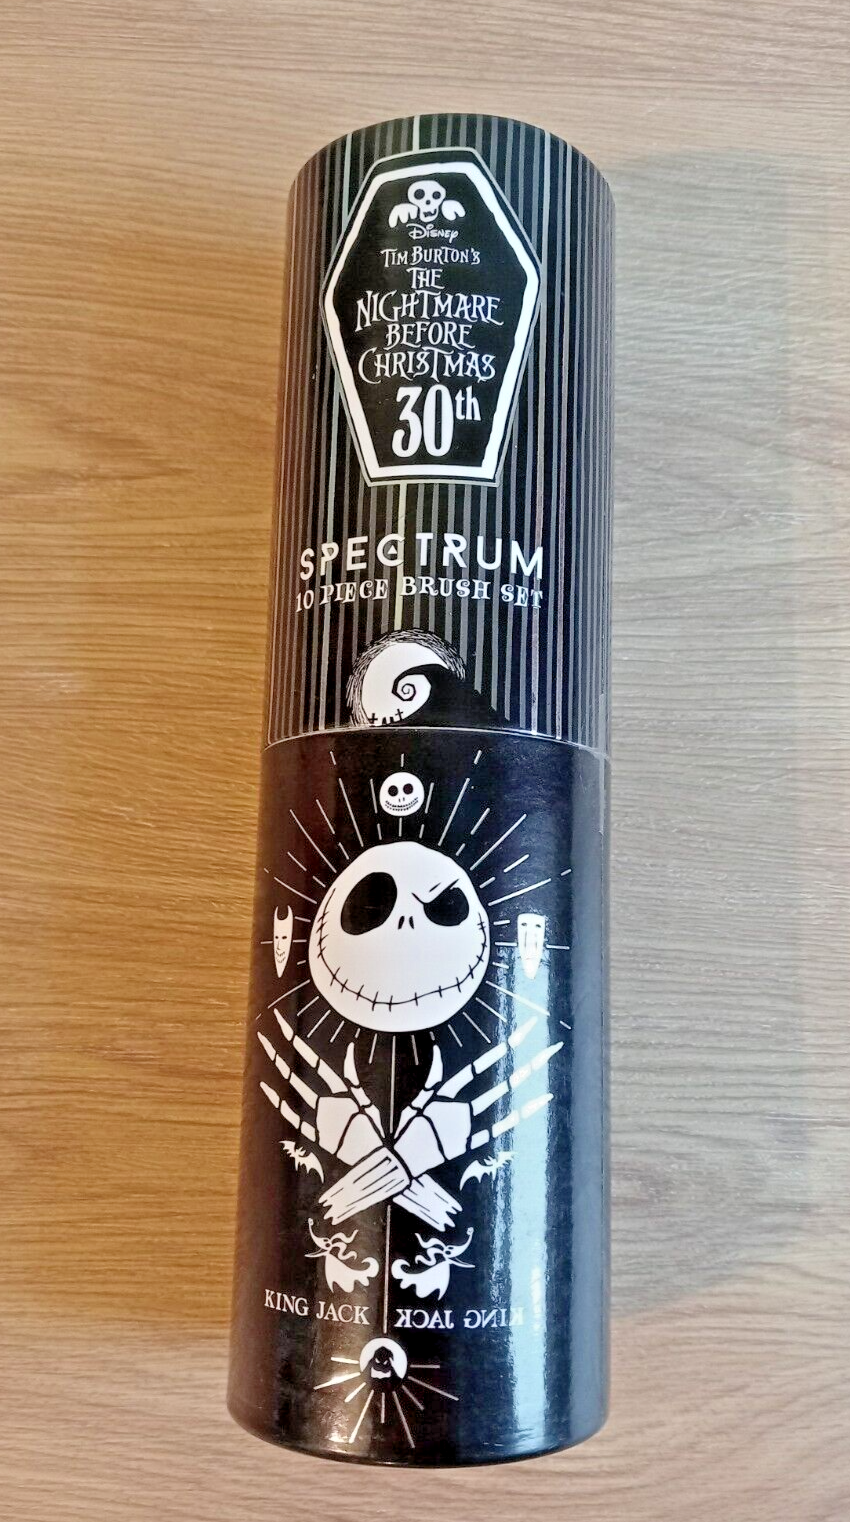 Disney
TIM BURTON'S
THE
NIGHTMARE
BEFORE
CHRISTMAS
30th
SPECTRUM
10 PIECE BRUSH SET
KING JACK KING JACK